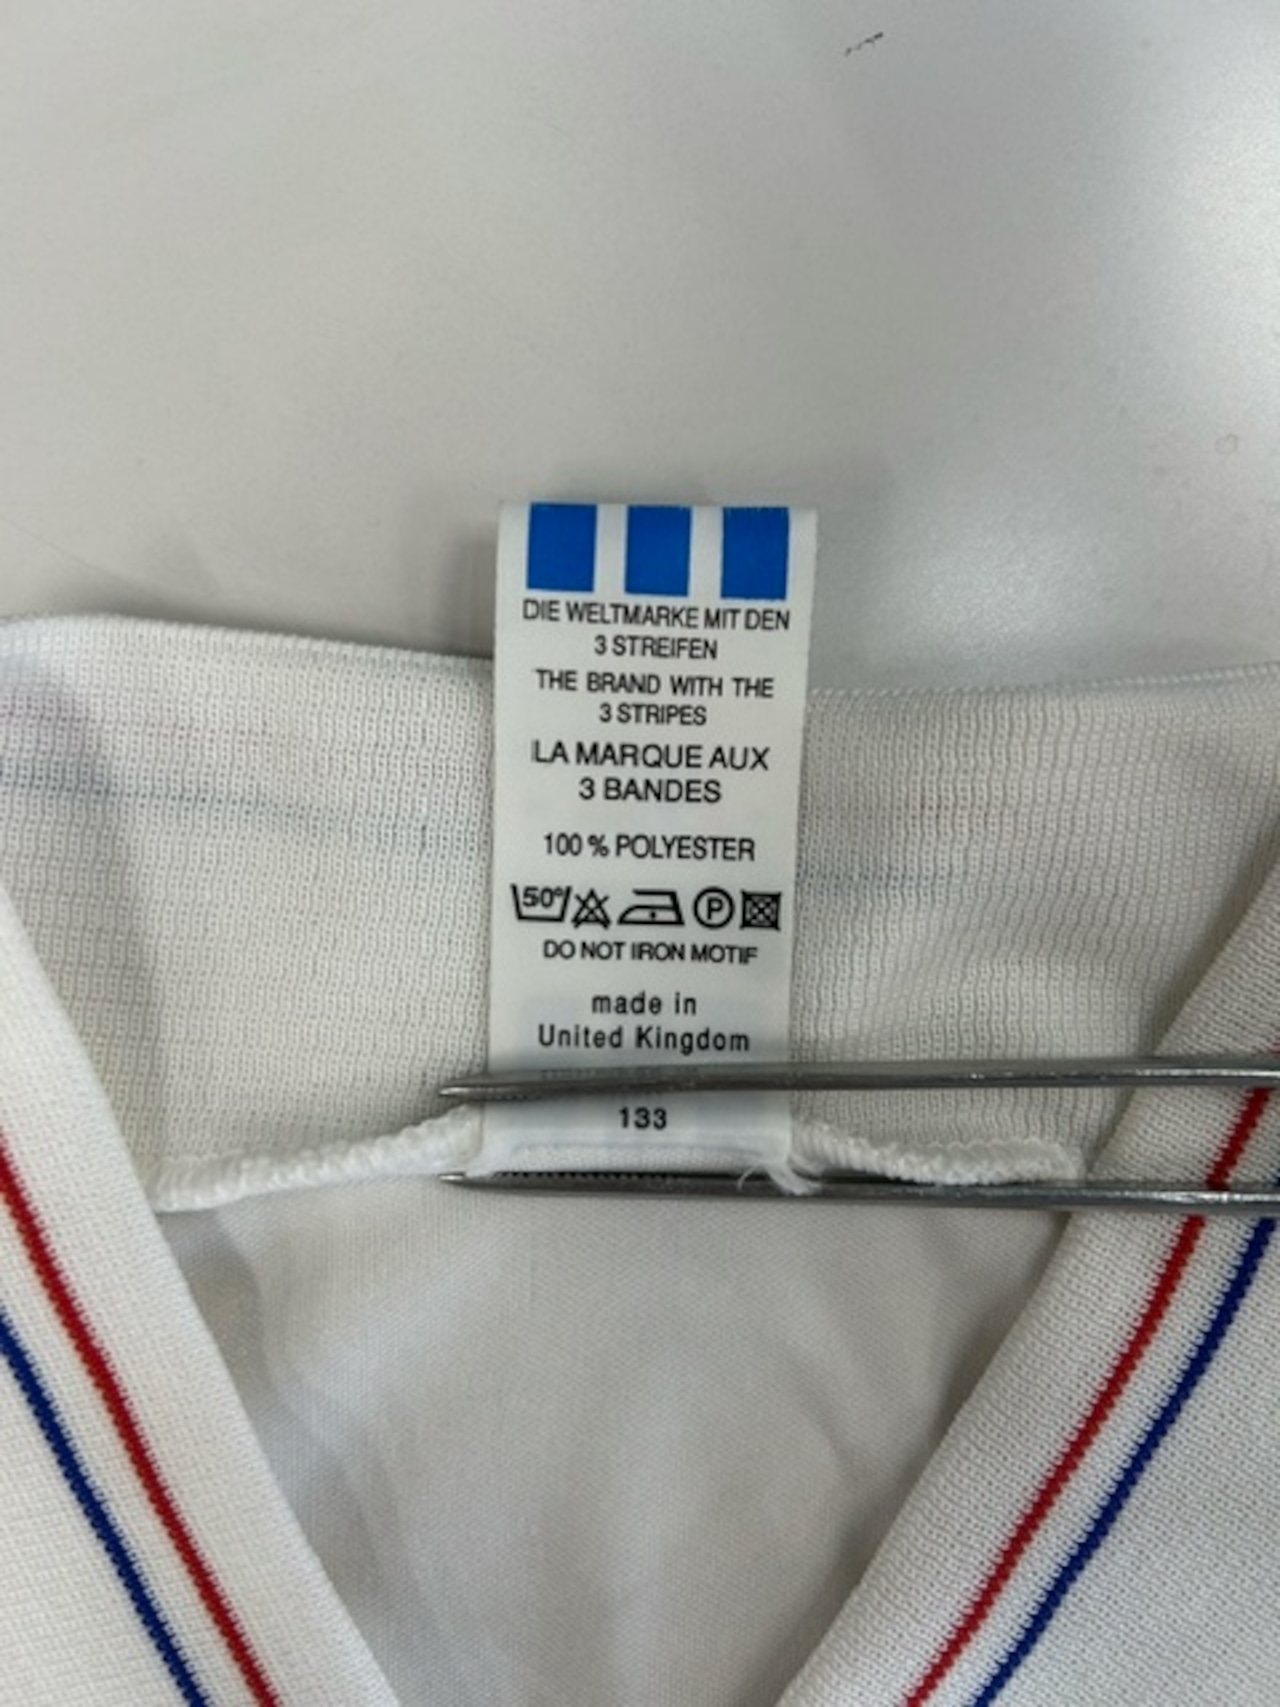 DIE WELTMARKE MIT DEN
3 STREIFEN
THE BRAND WITH THE
3 STRIPES
LA MARQUE AUX
3 BANDES
100 % POLYESTER
50° P
DO NOT IRON MOTIF
made in
United Kingdom
133